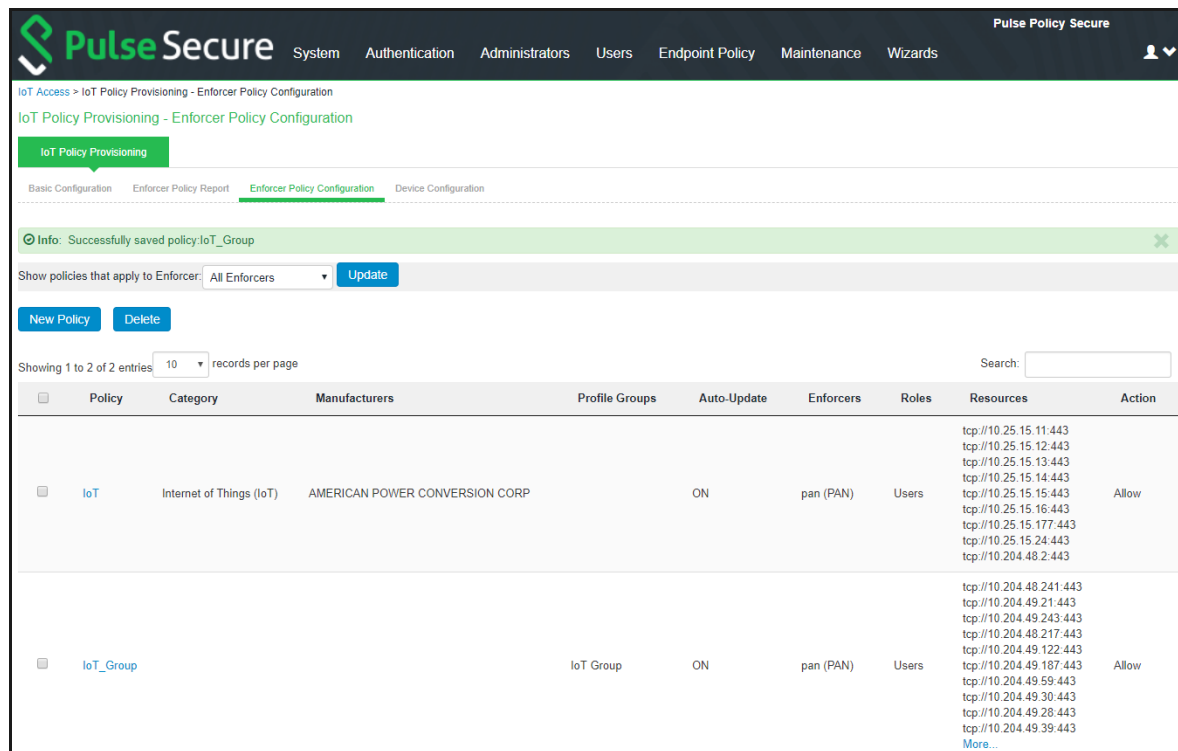 Pulse Policy Secure
Pulse Secure
System Authentication Administrators Users Endpoint Policy Maintenance Wizards
IoT Access > IoT Policy Provisioning - Enforcer Policy Configuration
IoT Policy Provisioning - Enforcer Policy Configuration
IoT Policy Provisioning
Basic Configuration Enforcer Policy Report Enforcer Policy Configuration Device Configuration
Info: Successfully saved policy:IoT_Group
Show policies that apply to Enforcer: All Enforcers Update
New Policy Delete
Showing 1 to 2 of 2 entries 10 records per page Search:
Policy Category Manufacturers Profile Groups Auto-Update Enforcers Roles Resources Action
tcp://10.25.15.11:443
tcp://10.25.15.12:443
tcp://10.25.15.13:443
tcp://10.25.15.14:443
IoT Internet of Things (IoT) AMERICAN POWER CONVERSION CORP ON pan (PAN) Users tcp://10.25.15.15:443 Allow
tcp://10.25.15.16:443
tcp://10.25.15.177:443
tcp://10.25.15.24:443
tcp://10.204.48.2:443
tcp://10.204.48.241:443
tcp://10.204.49.21:443
tcp://10.204.49.243:443
tcp://10.204.48.217:443
tcp://10.204.49.122:443
IoT_Group IoT Group ON pan (PAN) Users tcp://10.204.49.187:443 Allow
tcp://10.204.49.59:443
tcp://10.204.49.30:443
tcp://10.204.49.28:443
tcp://10.204.49.39:443
More...